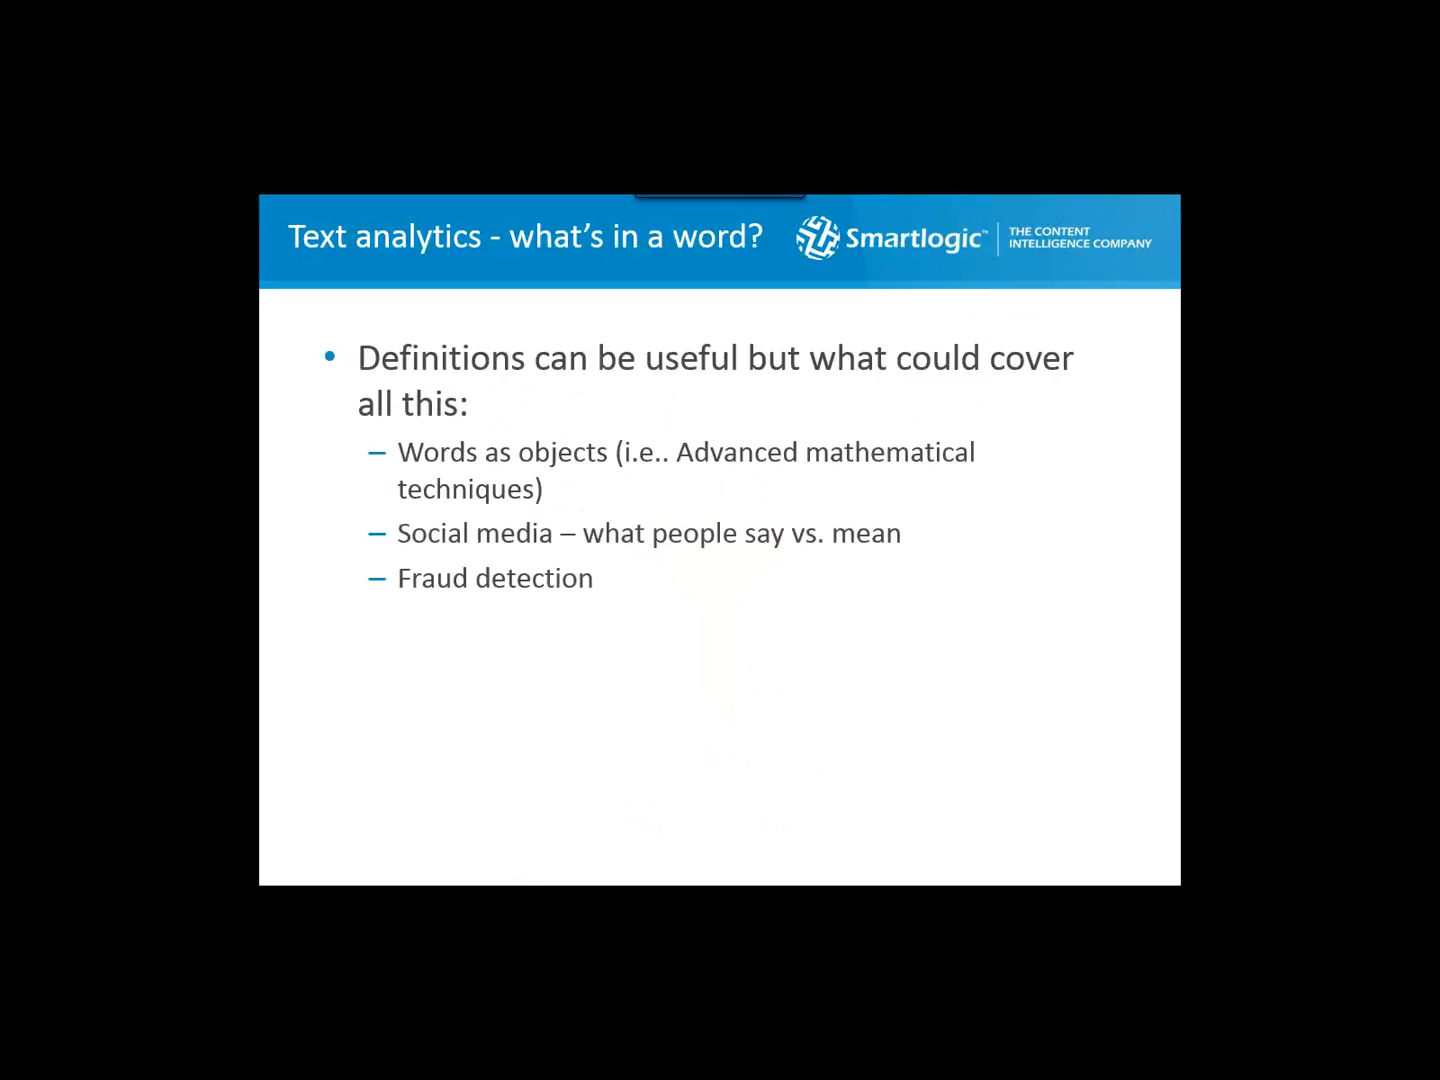 Text analytics - what's in a word?
Smartlogic™
THE CONTENT
INTELLIGENCE COMPANY
• Definitions can be useful but what could cover
all this:
– Words as objects (i.e.. Advanced mathematical
techniques)
– Social media – what people say vs. mean
– Fraud detection